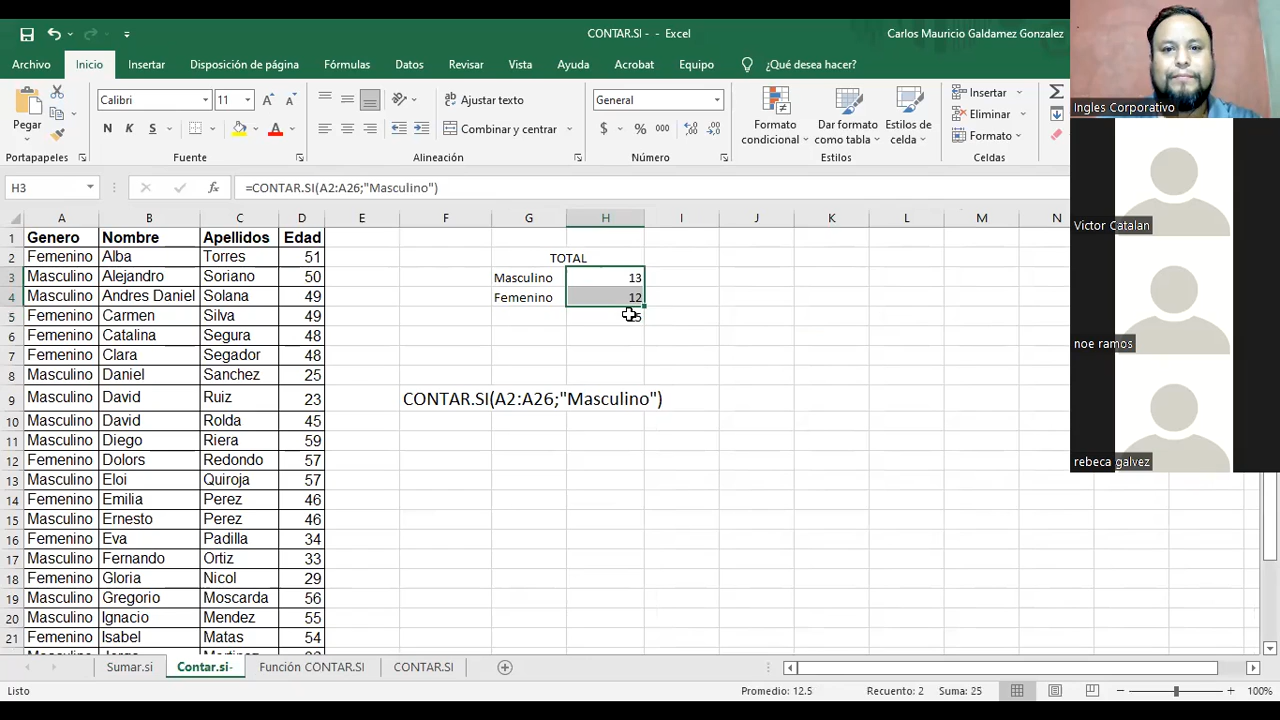 CONTAR.SI - - Excel
Carlos Mauricio Galdamez Gonzalez
Archivo Inicio Insertar Disposición de página Fórmulas Datos Revisar Vista Ayuda Acrobat Equipo ¿Qué desea hacer?
Pegar
Calibri 11
N K S
Ajustar texto
Combinar y centrar
General
$ % 000
Formato condicional
Dar formato como tabla
Estilos de celda
Insertar
Eliminar
Formato
Portapapeles Fuente Alineación Número Estilos Celdas
H3 fx =CONTAR.SI(A2:A26;"Masculino")
A B C D E F G H I J K L M N
1 Genero Nombre Apellidos Edad
2 Femenino Alba Torres 51 TOTAL
3 Masculino Alejandro Soriano 50 Masculino 13
4 Masculino Andres Daniel Solana 49 Femenino 12
5 Femenino Carmen Silva 49
6 Femenino Catalina Segura 48
7 Femenino Clara Segador 48
8 Masculino Daniel Sanchez 25
9 Masculino David Ruiz 23 CONTAR.SI(A2:A26;"Masculino")
10 Masculino David Rolda 45
11 Masculino Diego Riera 59
12 Femenino Dolors Redondo 57
13 Masculino Eloi Quiroja 57
14 Femenino Emilia Perez 46
15 Masculino Ernesto Perez 46
16 Femenino Eva Padilla 34
17 Masculino Fernando Ortiz 33
18 Femenino Gloria Nicol 29
19 Masculino Gregorio Moscarda 56
20 Masculino Ignacio Mendez 55
21 Femenino Isabel Matas 54
Sumar.si Contar.si- Función CONTAR.SI CONTAR.SI
Listo Promedio: 12.5 Recuento: 2 Suma: 25 100%
Ingles Corporativo
Victor Catalan
noe ramos
rebeca galvez